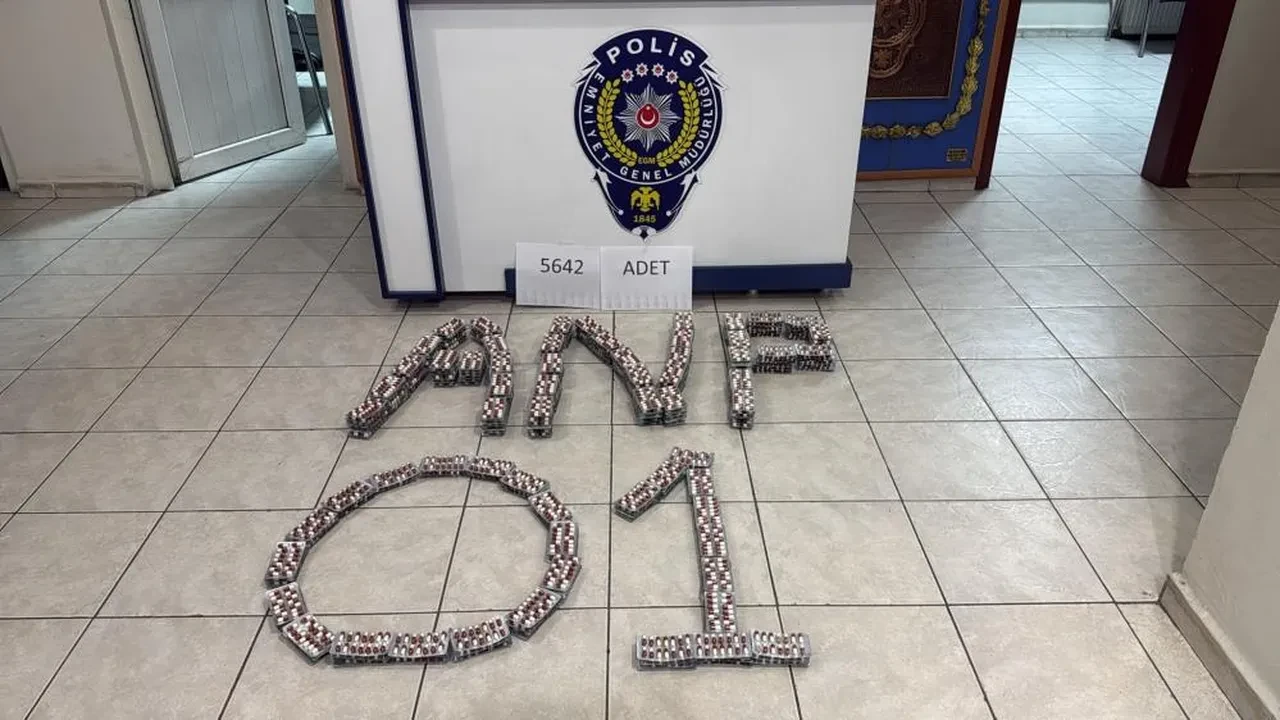 POLİS
EMNİYET GENEL MÜDÜRLÜĞÜ
EGM
1845
5642 ADET
ANP
01